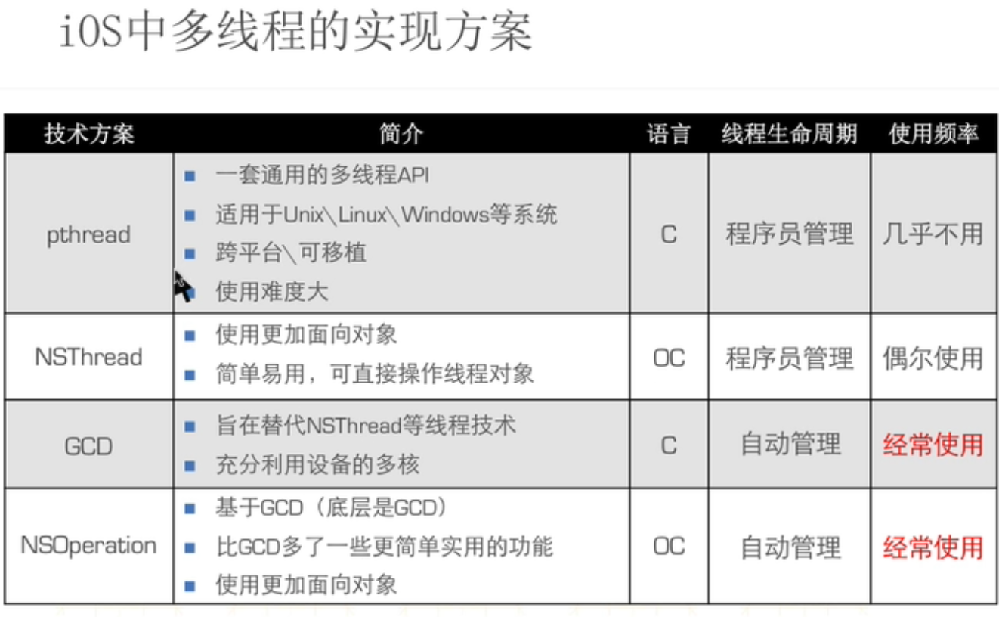 iOS中多线程的实现方案
技术方案 简介 语言 线程生命周期 使用频率
pthread
一套通用的多线程API
适用于Unix\Linux\Windows等系统
跨平台\可移植
使用难度大
C
程序员管理
几乎不用
NSThread
使用更加面向对象
简单易用，可直接操作线程对象
OC
程序员管理
偶尔使用
GCD
旨在替代NSThread等线程技术
充分利用设备的多核
C
自动管理
经常使用
NSOperation
基于GCD（底层是GCD）
比GCD多了一些更简单实用的功能
使用更加面向对象
OC
自动管理
经常使用